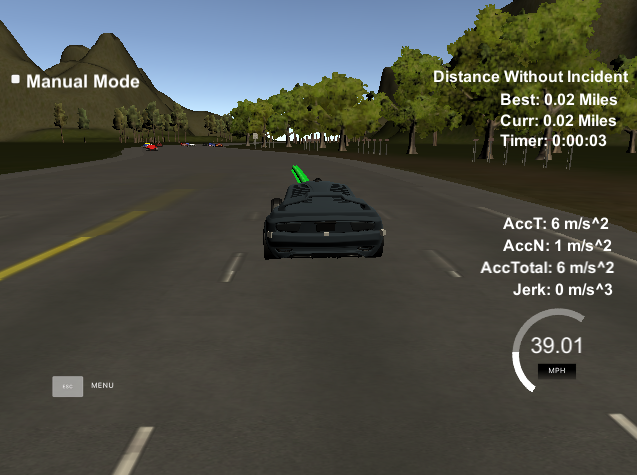 Manual Mode
Distance Without Incident
Best: 0.02 Miles
Curr: 0.02 Miles
Timer: 0:00:03
AccT: 6 m/s^2
AccN: 1 m/s^2
AccTotal: 6 m/s^2
Jerk: 0 m/s^3
39.01
MPH
ESC MENU